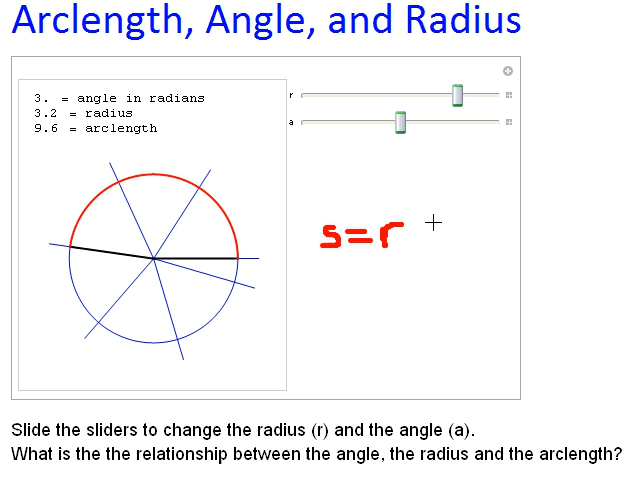 Arclength, Angle, and Radius
3. = angle in radians
3.2 = radius
9.6 = arclength
r
a
s=r
Slide the sliders to change the radius (r) and the angle (a).
What is the the relationship between the angle, the radius and the arclength?